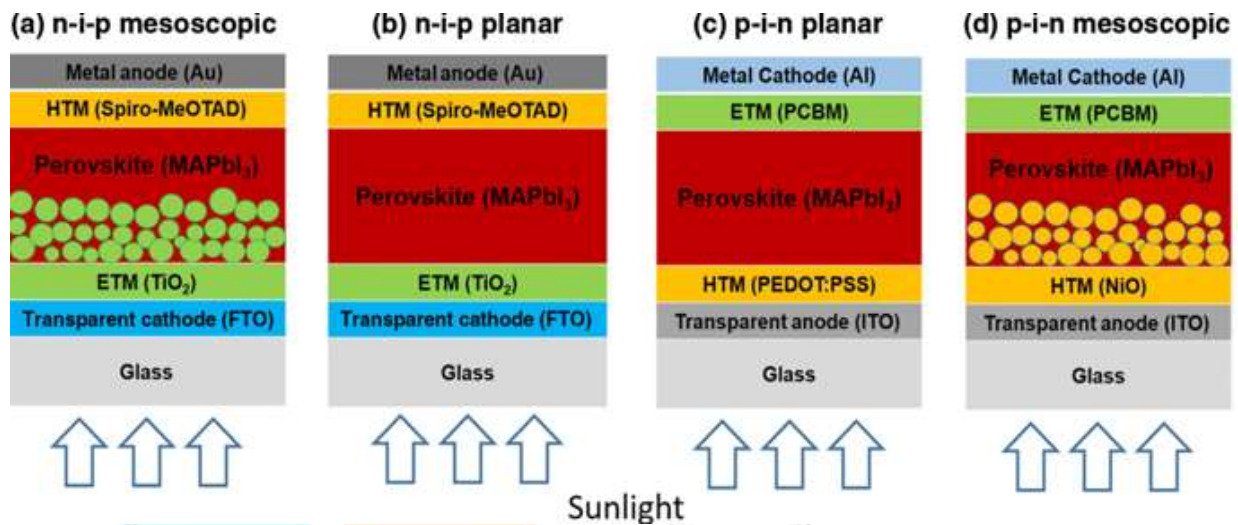 (a) n-i-p mesoscopic
Metal anode (Au)
HTM (Spiro-MeOTAD)
Perovskite (MAPbI₃)
ETM (TiO₂)
Transparent cathode (FTO)
Glass
(b) n-i-p planar
Metal anode (Au)
HTM (Spiro-MeOTAD)
Perovskite (MAPbI₃)
ETM (TiO₂)
Transparent cathode (FTO)
Glass
(c) p-i-n planar
Metal Cathode (Al)
ETM (PCBM)
Perovskite (MAPbI₃)
HTM (PEDOT:PSS)
Transparent anode (ITO)
Glass
(d) p-i-n mesoscopic
Metal Cathode (Al)
ETM (PCBM)
Perovskite (MAPbI₃)
HTM (NiO)
Transparent anode (ITO)
Glass
Sunlight